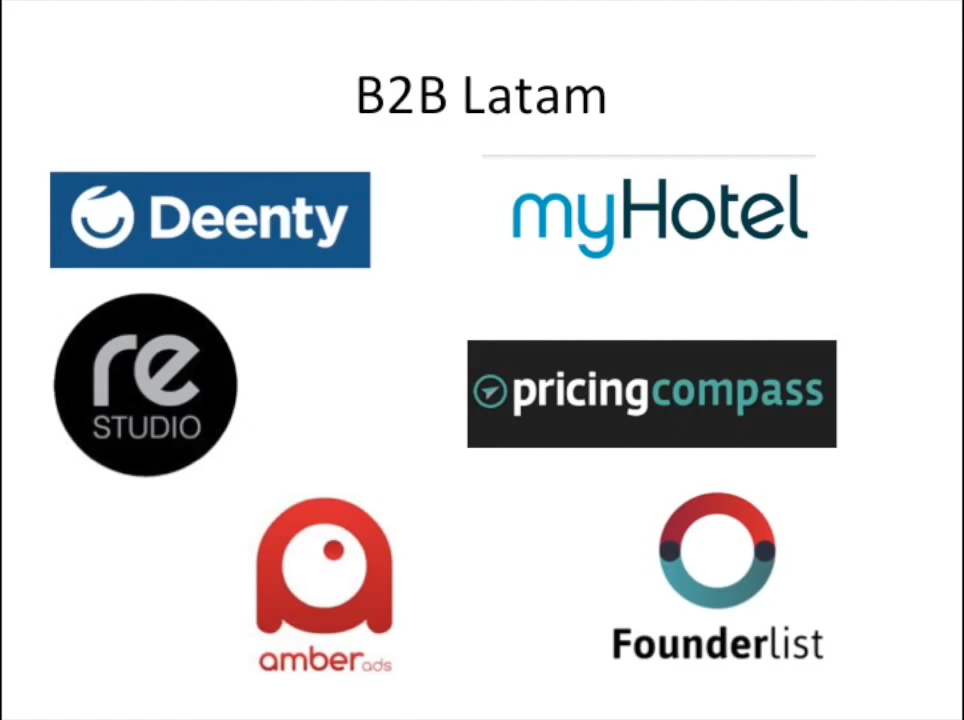 B2B Latam
Deenty
myHotel
re
STUDIO
pricingcompass
amber ads
Founderlist